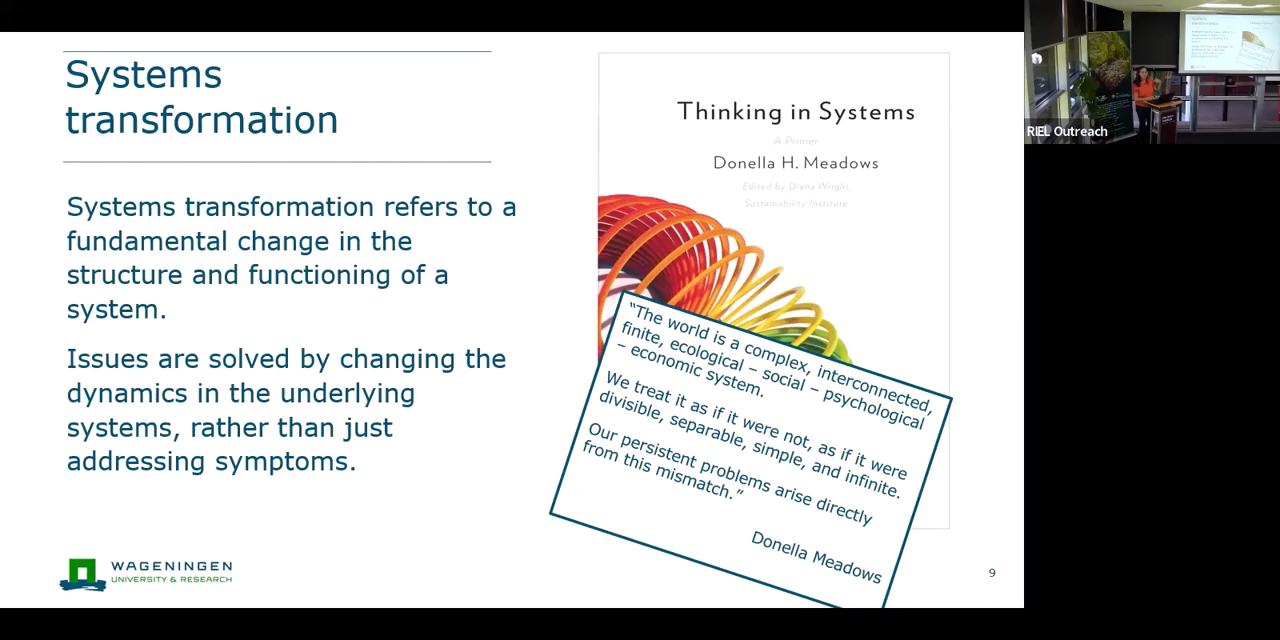 Systems
transformation
Systems transformation refers to a
fundamental change in the
structure and functioning of a
system.
Issues are solved by changing the
dynamics in the underlying
systems, rather than just
addressing symptoms.
WAGENINGEN
UNIVERSITY & RESEARCH
Thinking in Systems
A Primer
Donella H. Meadows
Edited by Diana Wright,
Sustainability Institute
“The world is a complex, interconnected,
finite, ecological – social – psychological
– economic system.
We treat it as if it were not, as if it were
divisible, separable, simple, and infinite.
Our persistent problems arise directly
from this mismatch.”
Donella Meadows
9
RIEL Outreach